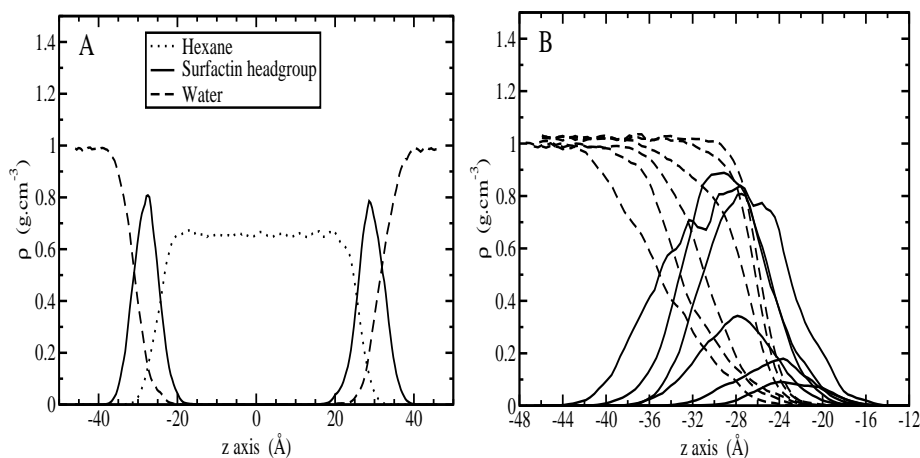 A
Hexane
Surfactin headgroup
Water
1.4
1.2
1
0.8
0.6
0.4
0.2
0
ρ (g.cm-3)
-40 -20 0 20 40
z axis (Å)
B
1.4
1.2
1
0.8
0.6
0.4
0.2
0
ρ (g.cm-3)
-48 -44 -40 -36 -32 -28 -24 -20 -16 -12
z axis (Å)